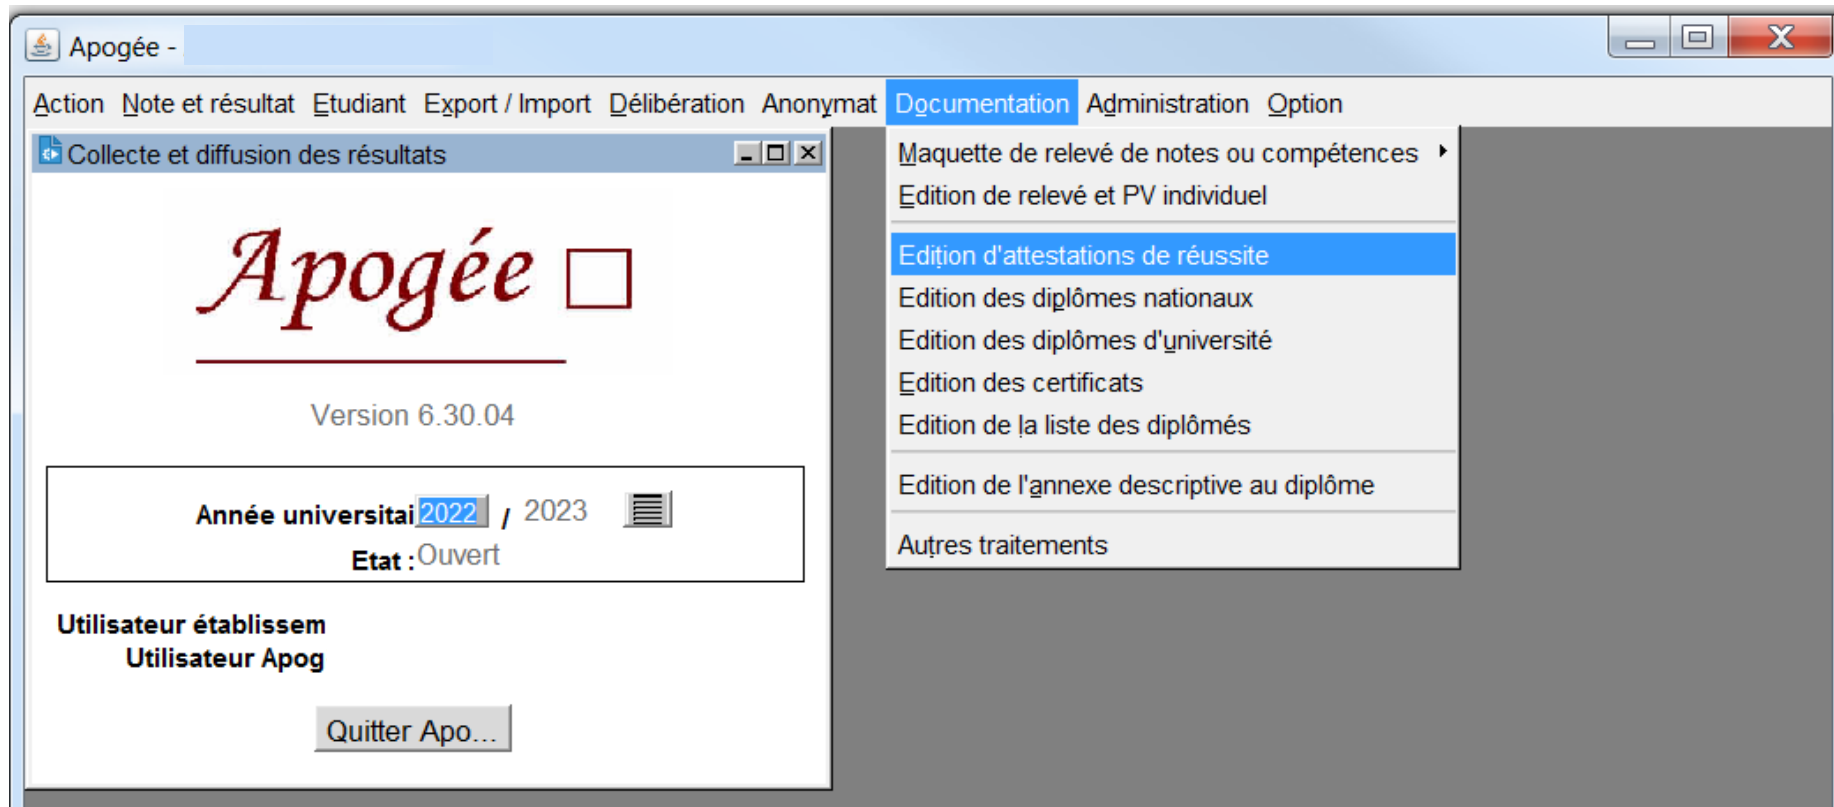 Apogée -
Action Note et résultat Etudiant Export / Import Délibération Anonymat Documentation Administration Option
Collecte et diffusion des résultats
Apogée
Version 6.30.04
Année universitai 2022 / 2023
Etat : Ouvert
Utilisateur établissem
Utilisateur Apog
Quitter Apo...
Maquette de relevé de notes ou compétences
Edition de relevé et PV individuel
Edition d'attestations de réussite
Edition des diplômes nationaux
Edition des diplômes d'université
Edition des certificats
Edition de la liste des diplômés
Edition de l'annexe descriptive au diplôme
Autres traitements